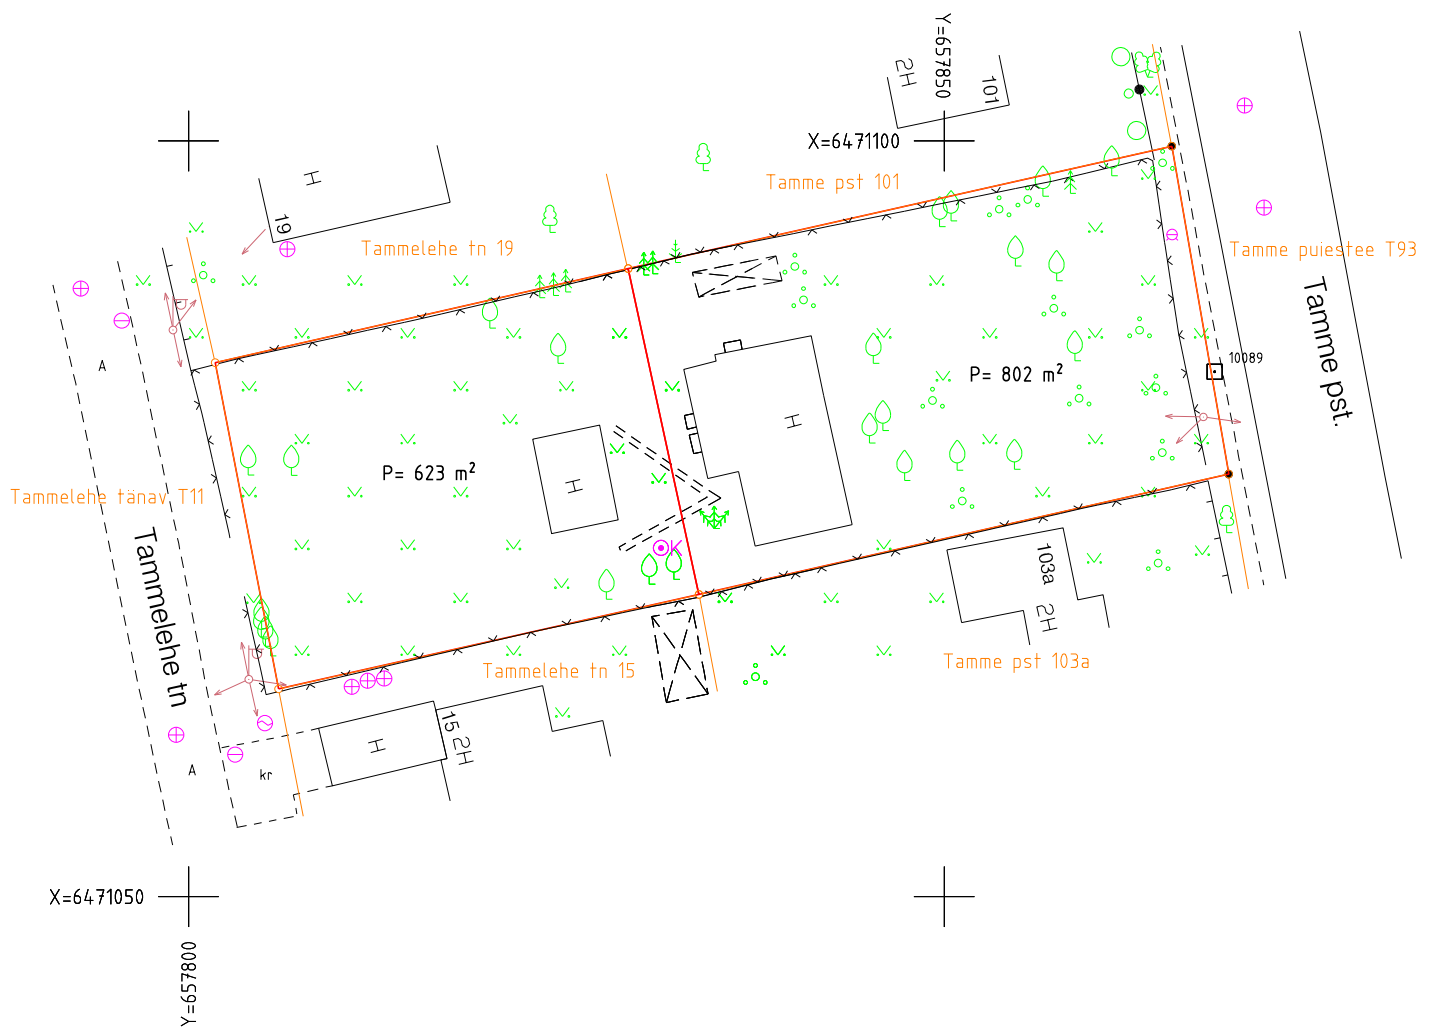 Y=657850
2H
101
X=6471100
Tamme pst 101
H
19
Tammelehe tn 19
Tamme puiestee T93
Tamme pst.
10089
A
P= 802 m²
H
P= 623 m²
H
Tammelehe tänav T11
Tammelehe tn
K
103a
2H
Tamme pst 103a
Tammelehe tn 15
15
2H
H
A
kr
X=6471050
Y=657800